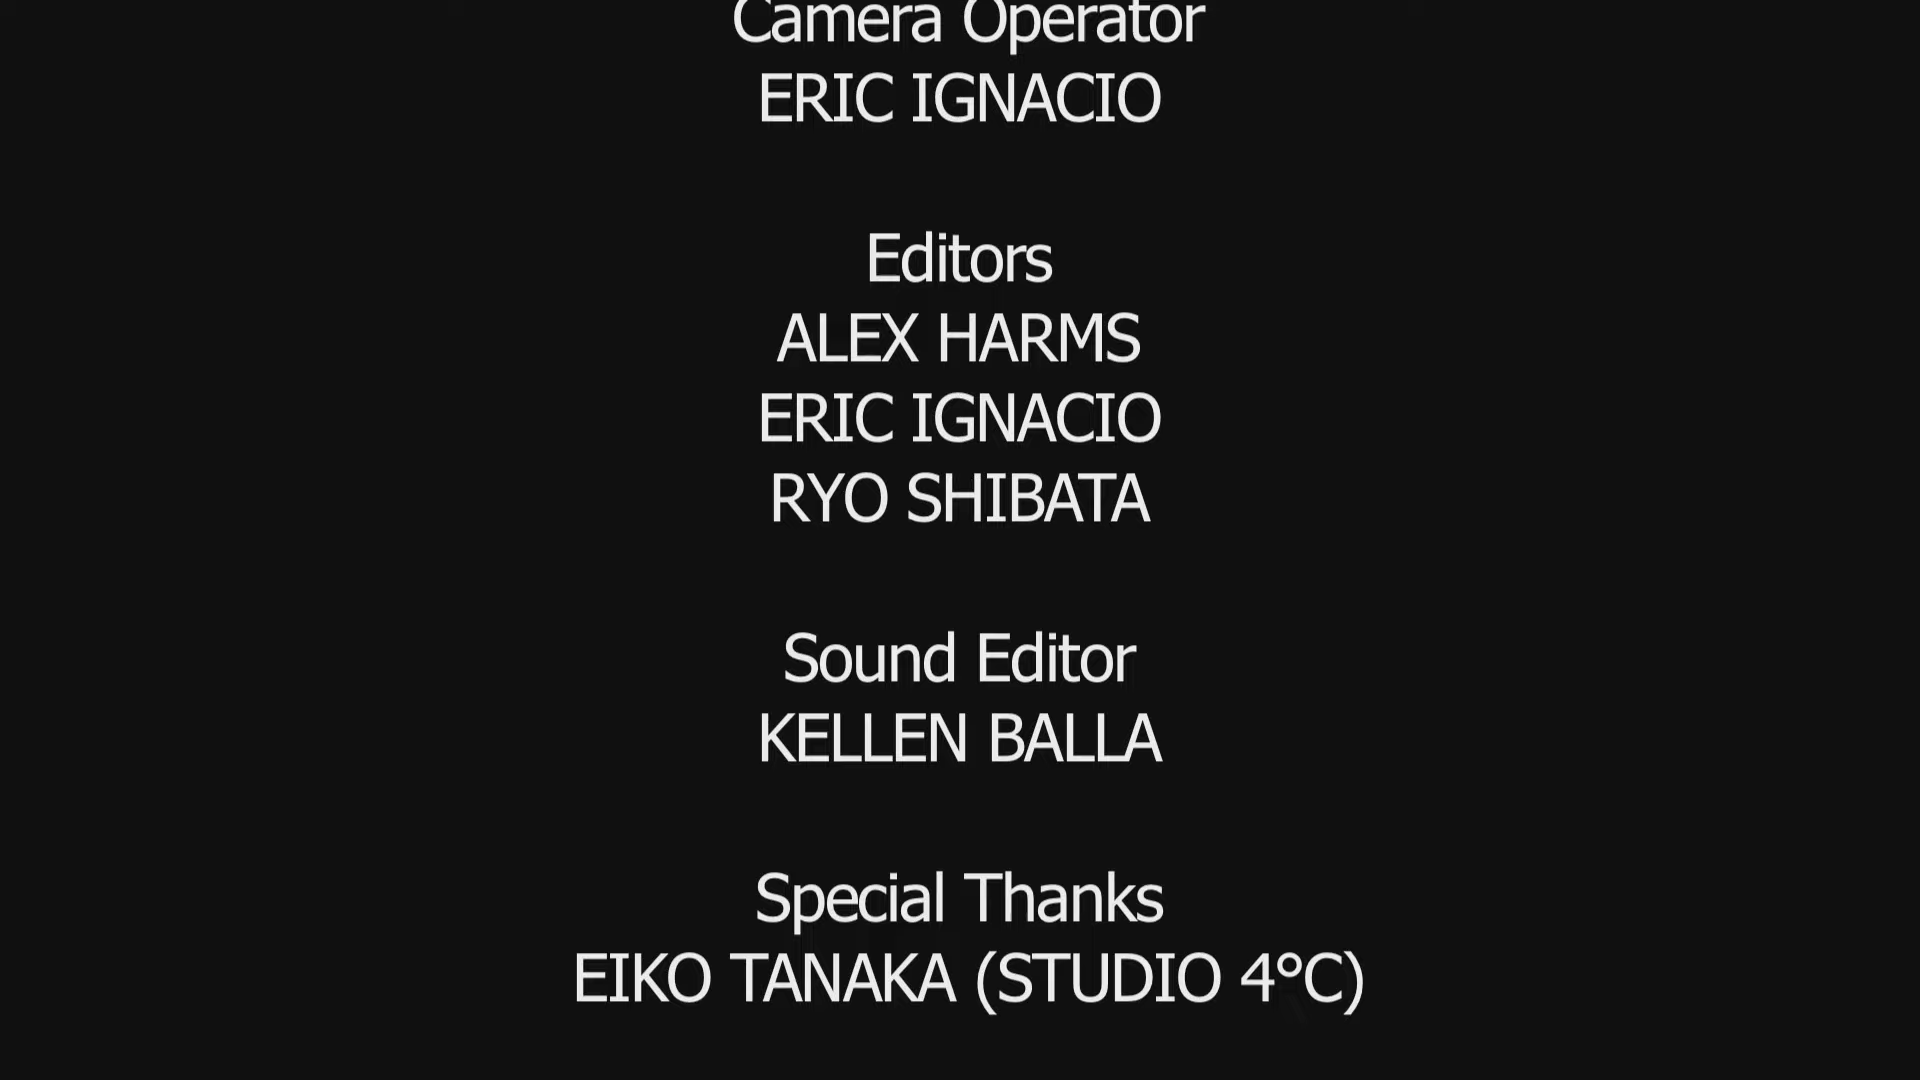 Camera Operator
ERIC IGNACIO
Editors
ALEX HARMS
ERIC IGNACIO
RYO SHIBATA
Sound Editor
KELLEN BALLA
Special Thanks
EIKO TANAKA (STUDIO 4°C)